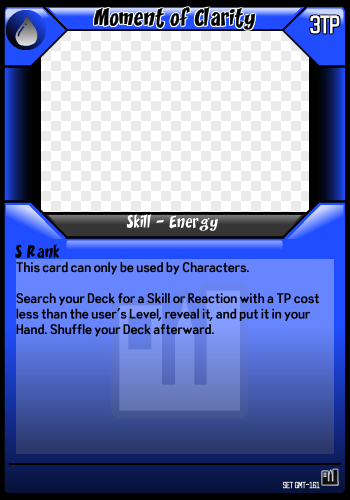 Moment of Clarity
3TP
Skill - Energy
S Rank
This card can only be used by Characters.
Search your Deck for a Skill or Reaction with a TP cost
less than the user's Level, reveal it, and put it in your
Hand. Shuffle your Deck afterward.
SET GMT-161